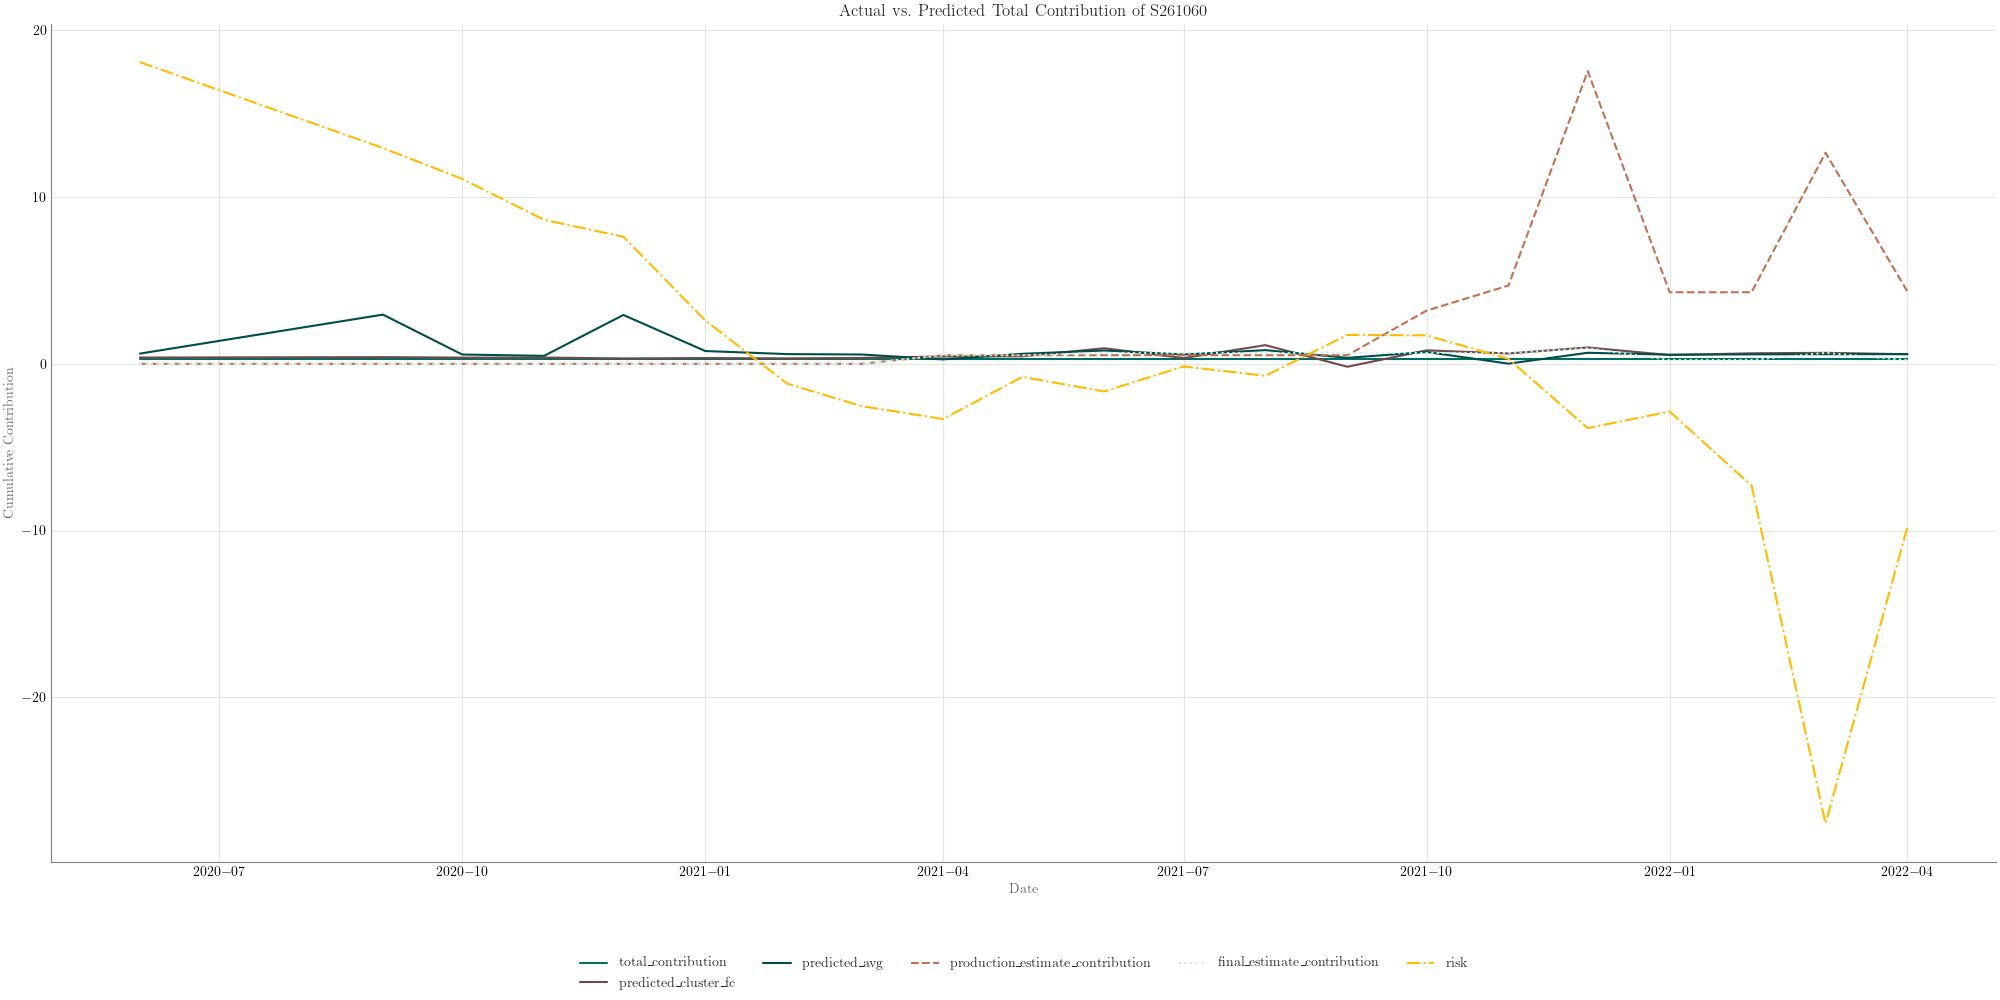 Actual vs. Predicted Total Contribution of S261060
Cumulative Contribution
20
10
0
−10
−20
2020−07 2020−10 2021−01 2021−04 2021−07 2021−10 2022−01 2022−04
Date
total_contribution predicted_avg production_estimate_contribution final_estimate_contribution risk
predicted_cluster_fc